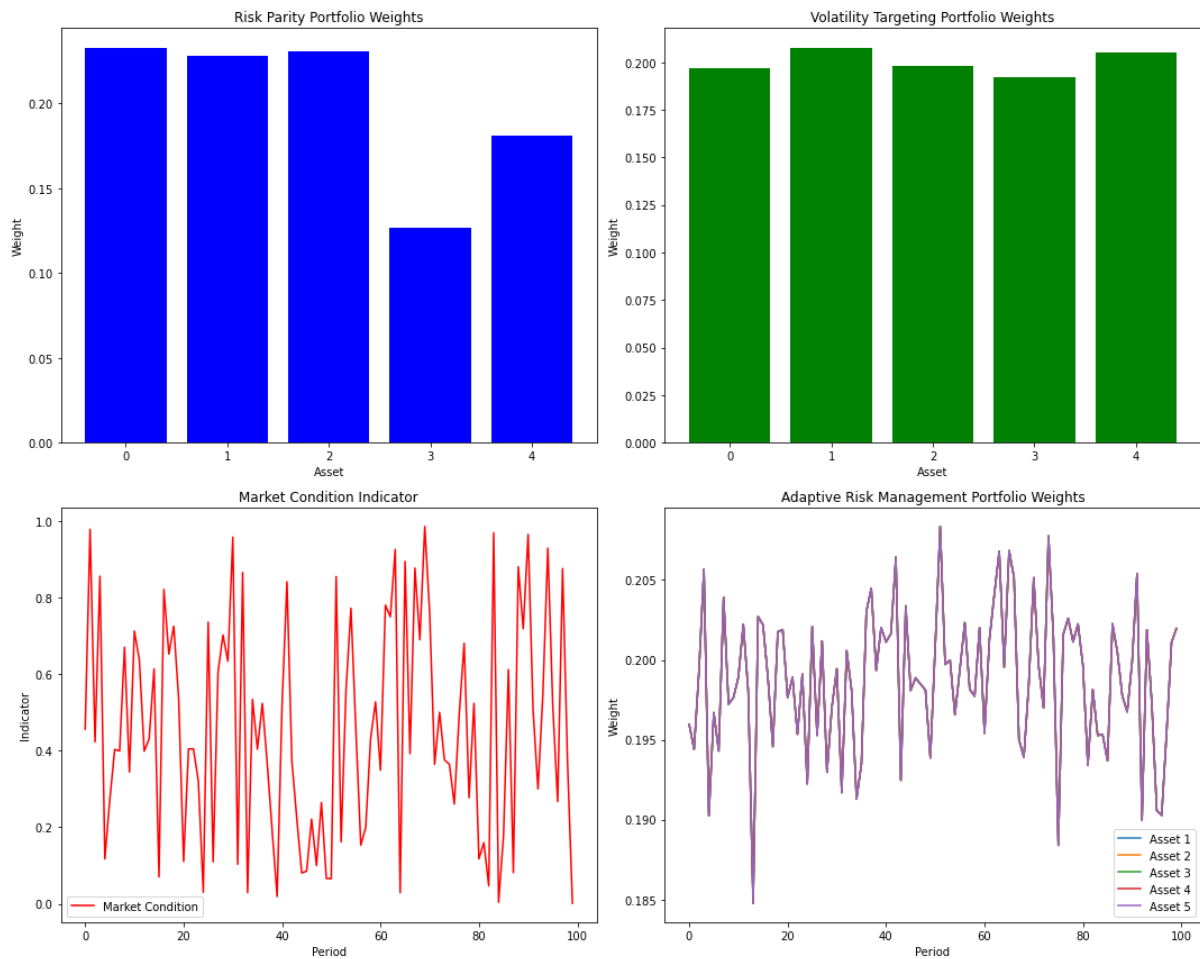 Risk Parity Portfolio Weights
Weight
0.20
0.15
0.10
0.05
0.00
0 1 2 3 4
Asset
Volatility Targeting Portfolio Weights
Weight
0.200
0.175
0.150
0.125
0.100
0.075
0.050
0.025
0.000
0 1 2 3 4
Asset
Market Condition Indicator
Indicator
1.0
0.8
0.6
0.4
0.2
0.0
Market Condition
0 20 40 60 80 100
Period
Adaptive Risk Management Portfolio Weights
Weight
0.205
0.200
0.195
0.190
0.185
Asset 1
Asset 2
Asset 3
Asset 4
Asset 5
0 20 40 60 80 100
Period